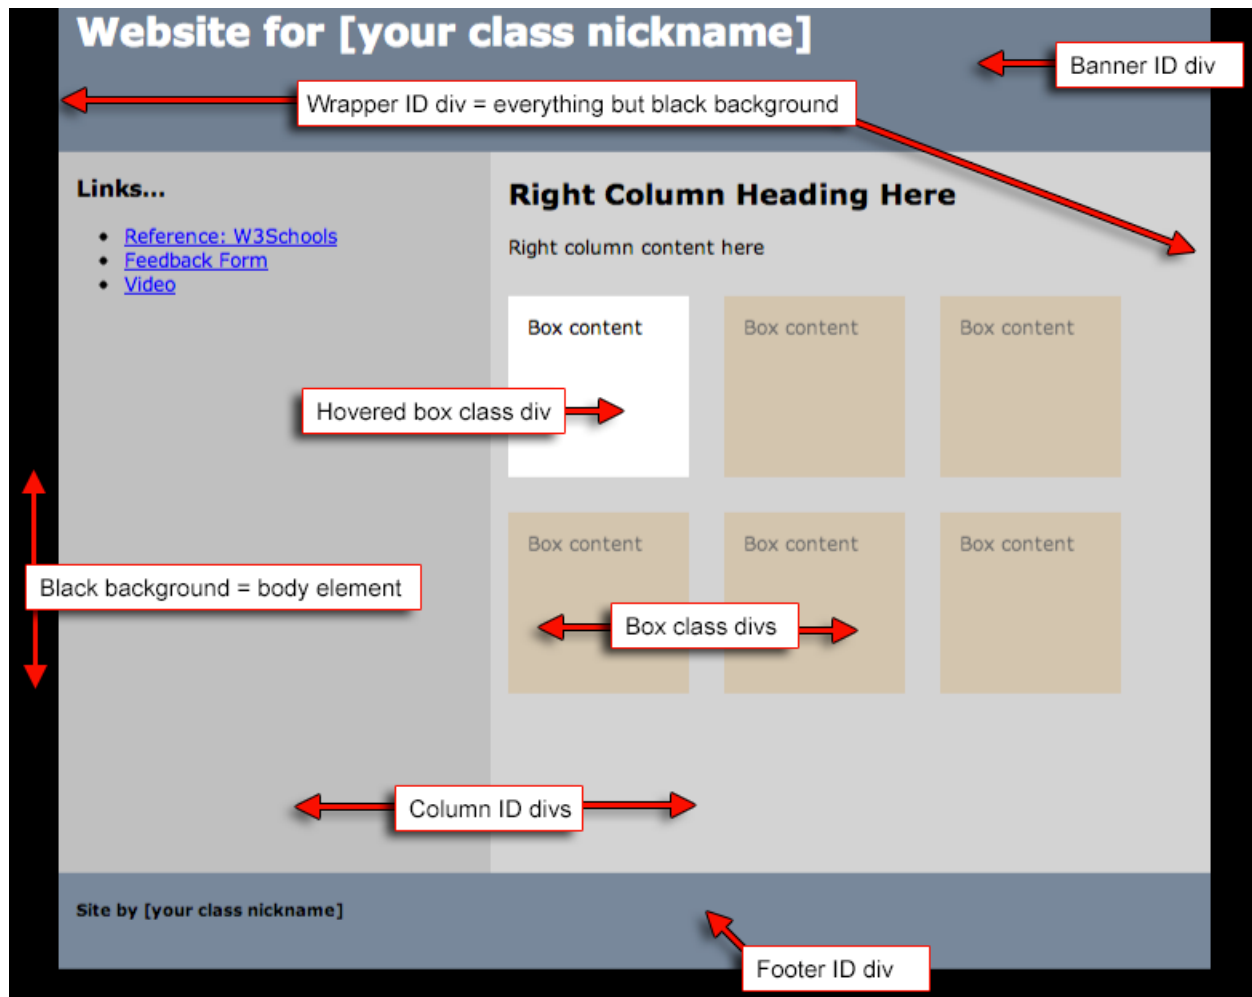 Website for [your class nickname]
Banner ID div
Wrapper ID div = everything but black background
Links...
Reference: W3Schools
Feedback Form
Video
Right Column Heading Here
Right column content here
Box content
Box content
Box content
Hovered box class div
Box content
Box content
Box content
Black background = body element
Box class divs
Column ID divs
Site by [your class nickname]
Footer ID div